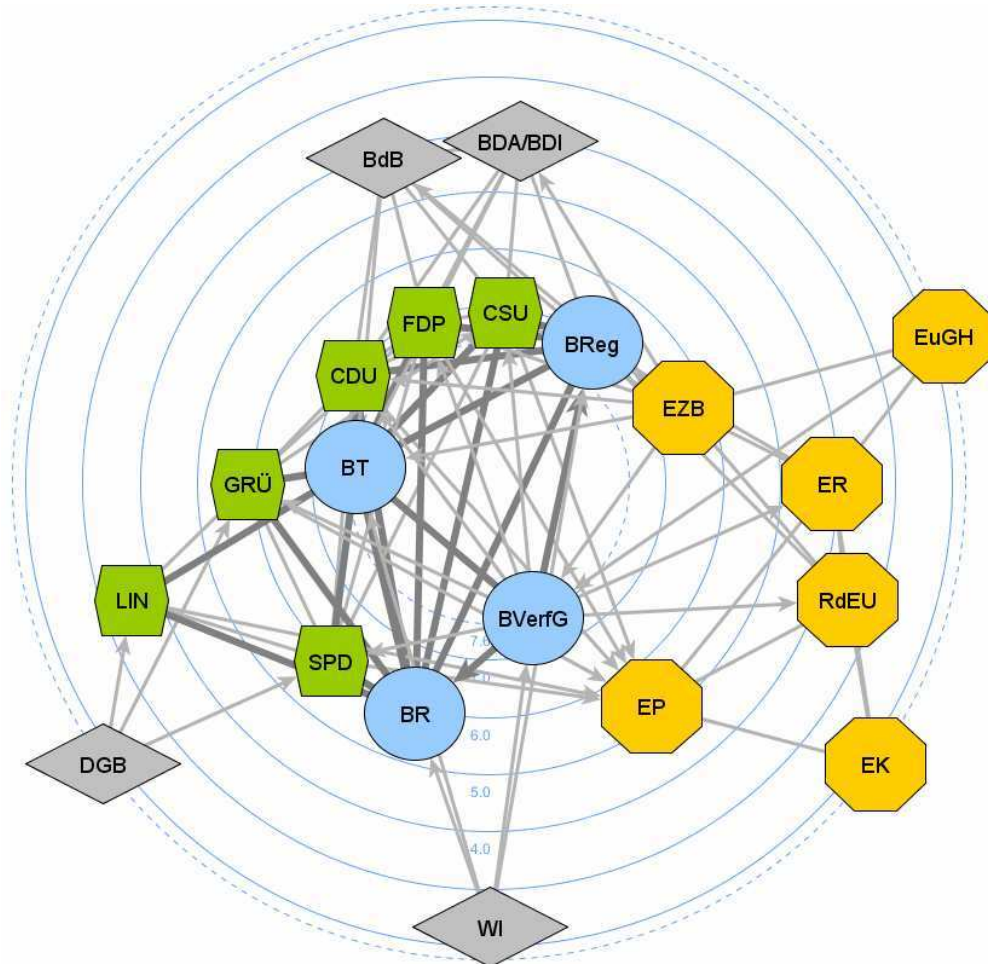 BDA/BDI
BdB
CSU
FDP
BReg
EuGH
CDU
EZB
BT
GRÜ
ER
LIN
BVerfG
RdEU
7.0
SPD
BR
EP
6.0
DGB
EK
5.0
4.0
WI